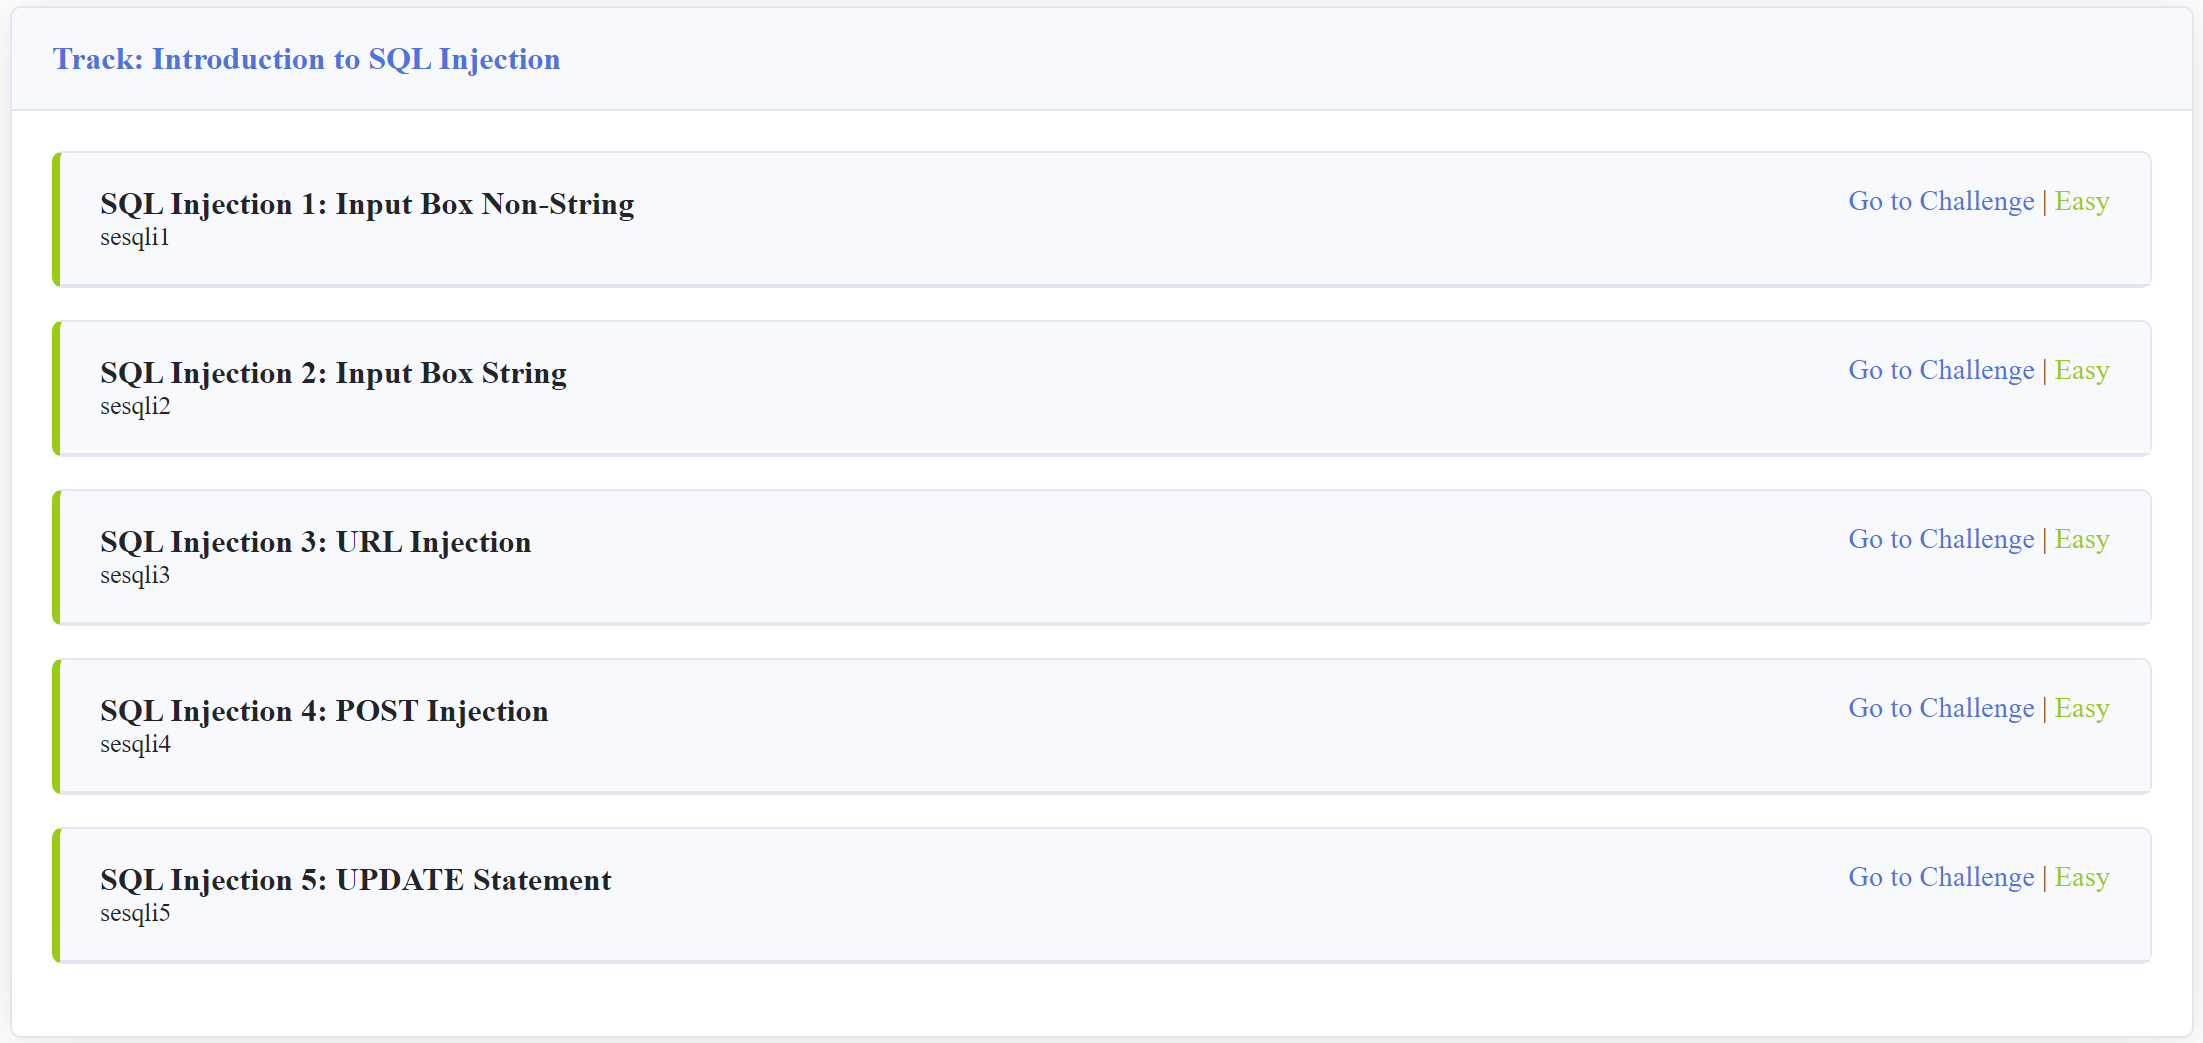 Track: Introduction to SQL Injection
SQL Injection 1: Input Box Non-String
Go to Challenge | Easy
sesqli1
SQL Injection 2: Input Box String
Go to Challenge | Easy
sesqli2
SQL Injection 3: URL Injection
Go to Challenge | Easy
sesqli3
SQL Injection 4: POST Injection
Go to Challenge | Easy
sesqli4
SQL Injection 5: UPDATE Statement
Go to Challenge | Easy
sesqli5